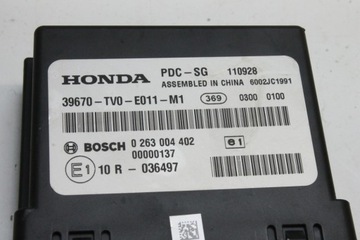 HONDA PDC-SG 110928
ASSEMBLED IN CHINA 6002JC1991
39670-TV0-E011-M1 369 0300 0100
BOSCH 0 263 004 402 e1
00000137
E1 10 R - 036497